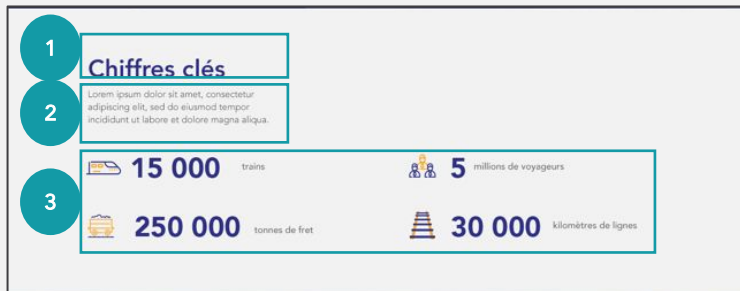 1
Chiffres clés
2
Lorem ipsum dolor sit amet, consectetur
adipiscing elit, sed do eiusmod tempor
incididunt ut labore et dolore magna aliqua.
3
15 000 trains
5 millions de voyageurs
250 000 tonnes de fret
30 000 kilomètres de lignes